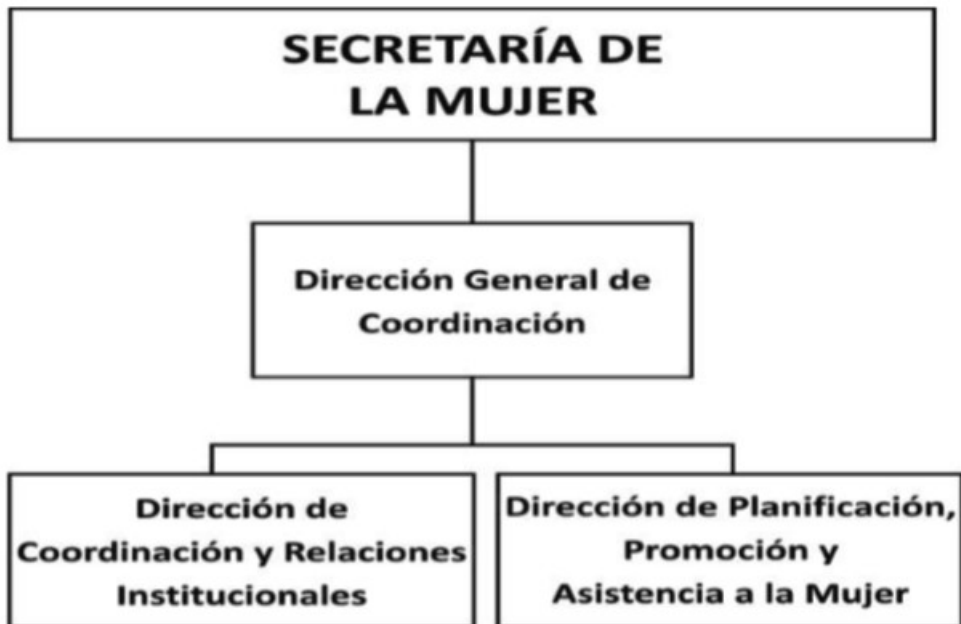 SECRETARÍA DE
LA MUJER
Dirección General de
Coordinación
Dirección de
Coordinación y Relaciones
Institucionales
Dirección de Planificación,
Promoción y
Asistencia a la Mujer